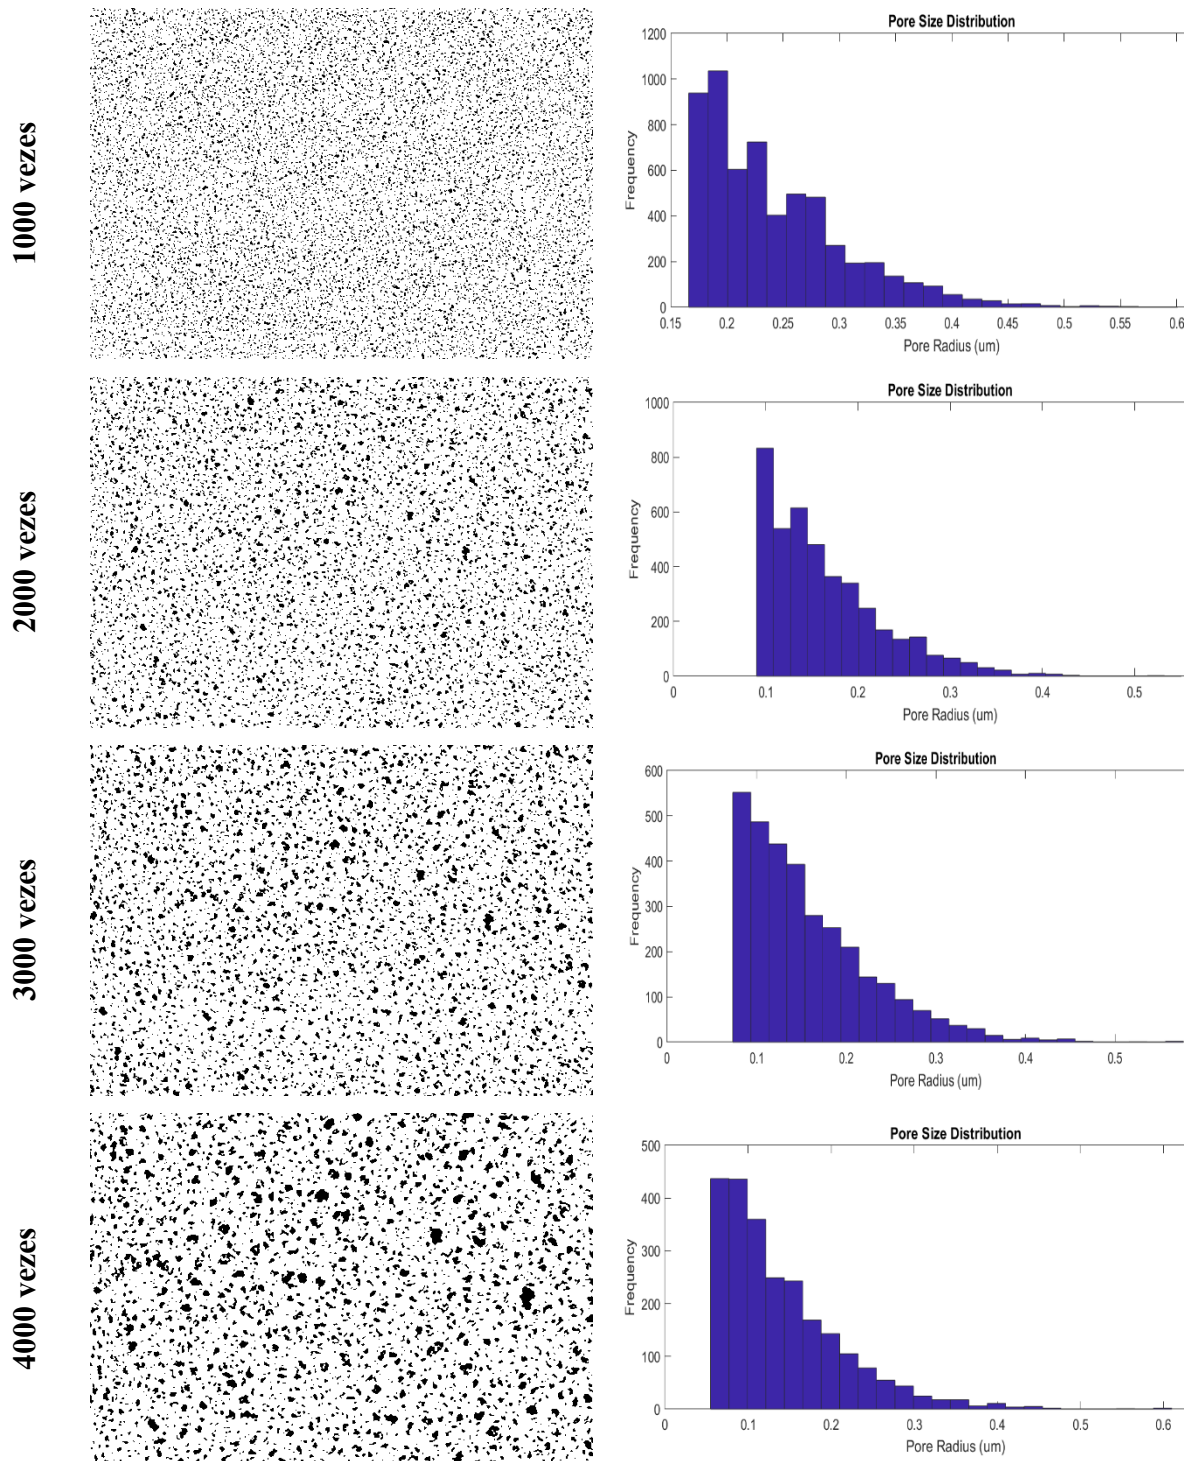 1000 vezes
Pore Size Distribution
1200
1000
800
600
400
200
0
Frequency
0.15 0.2 0.25 0.3 0.35 0.4 0.45 0.5 0.55 0.6
Pore Radius (um)
2000 vezes
Pore Size Distribution
1000
800
600
400
200
0
Frequency
0 0.1 0.2 0.3 0.4 0.5
Pore Radius (um)
3000 vezes
Pore Size Distribution
600
500
400
300
200
100
0
Frequency
0 0.1 0.2 0.3 0.4 0.5
Pore Radius (um)
4000 vezes
Pore Size Distribution
500
400
300
200
100
0
Frequency
0 0.1 0.2 0.3 0.4 0.5 0.6
Pore Radius (um)